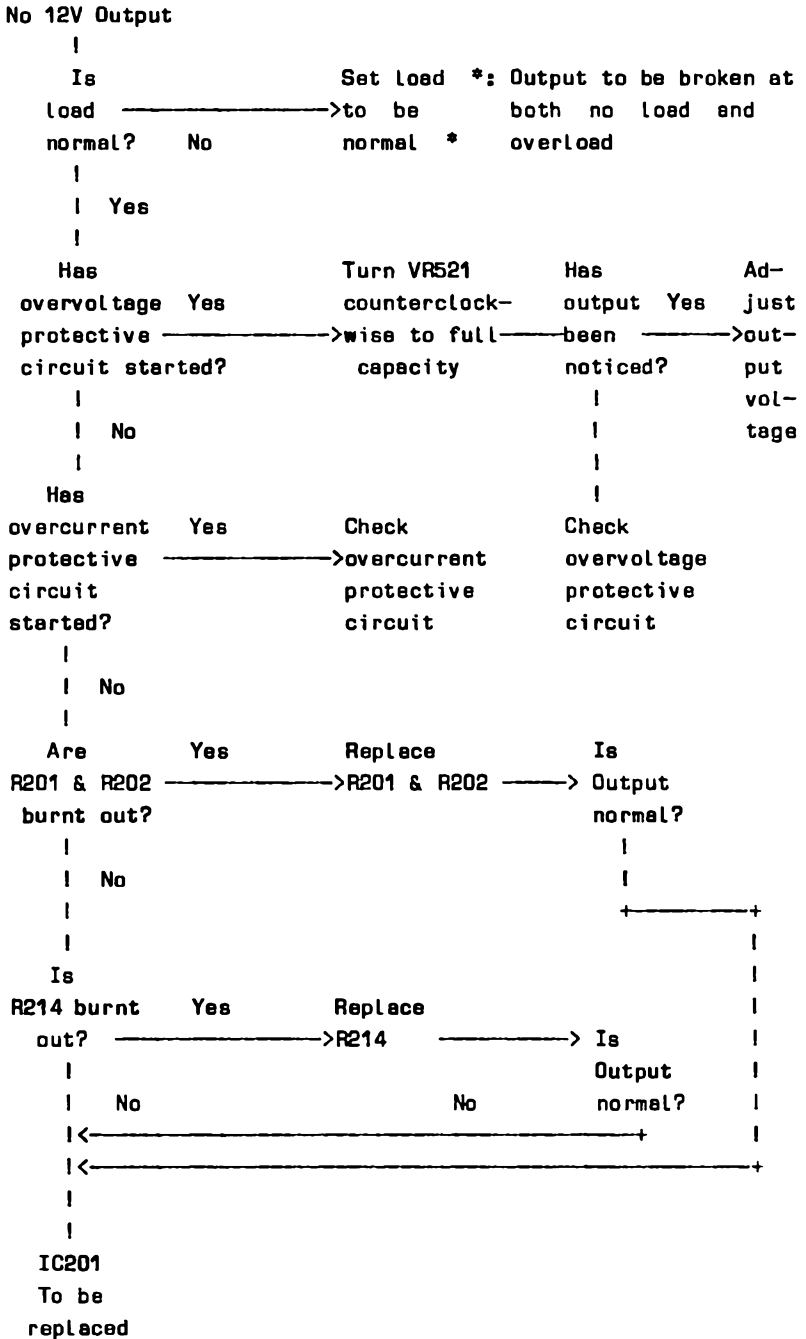 No 12V Output
Is Set load *: Output to be broken at
load to be both no load and
normal? No normal * overload
Yes
Has Turn VR521 Has Ad-
overvoltage Yes counterclock- output Yes just
protective wise to full been out-
circuit started? capacity noticed? put
vol-
No tage
Has
overcurrent Yes Check Check
protective overcurrent overvoltage
circuit protective protective
started? circuit circuit
No
Are Yes Replace Is
R201 & R202 R201 & R202 Output
burnt out? normal?
No
Is
R214 burnt Yes Replace
out? R214 Is
Output
No No normal?
IC201
To be
replaced